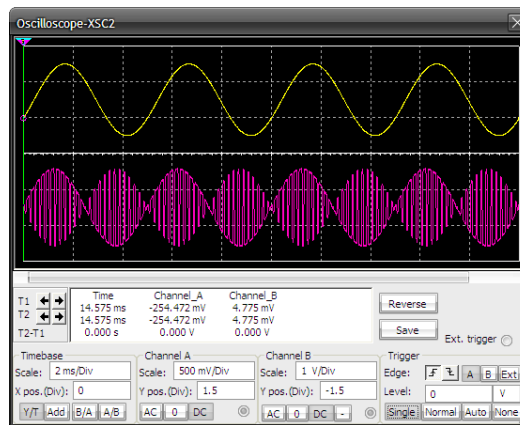 Oscilloscope-XSC2
Time Channel_A Channel_B
T1 14.575 ms -254.472 mV 4.775 mV
T2 14.575 ms -254.472 mV 4.775 mV
T2-T1 0.000 s 0.000 V 0.000 V
Reverse
Save
Ext. trigger
Timebase Channel A Channel B Trigger
Scale: 2 ms/Div Scale: 500 mV/Div Scale: 1 V/Div Edge: A B Ext
X pos.(Div): 0 Y pos.(Div): 1.5 Y pos.(Div): -1.5 Level: 0 V
Y/T Add B/A A/B AC 0 DC AC 0 DC - Single Normal Auto None